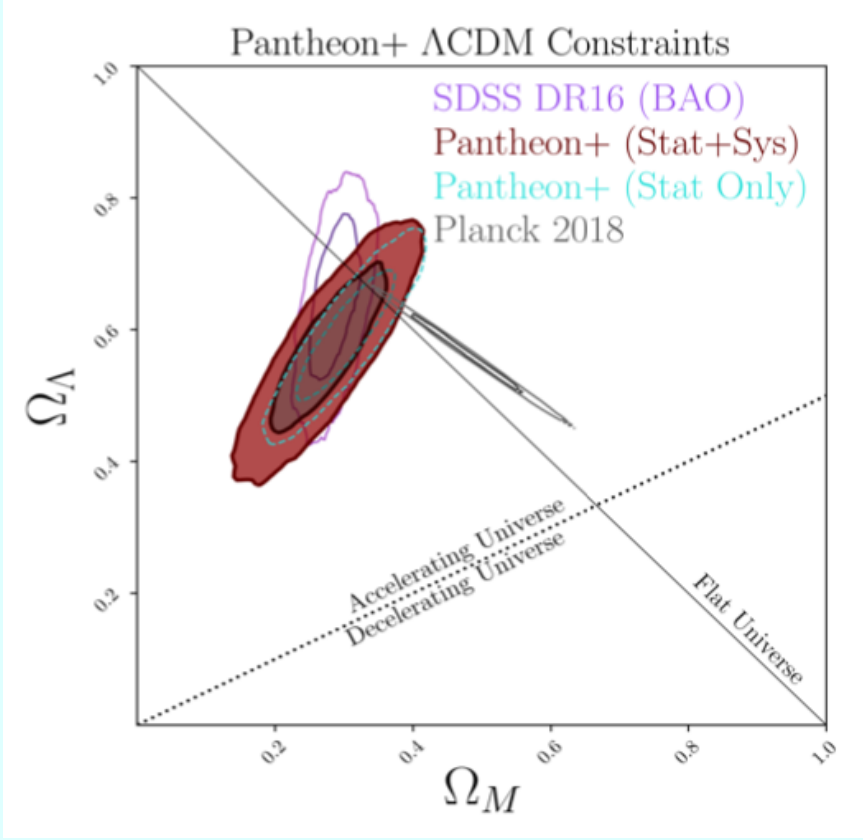 Pantheon+ ΛCDM Constraints
SDSS DR16 (BAO)
Pantheon+ (Stat+Sys)
Pantheon+ (Stat Only)
Planck 2018
1.0
0.8
0.6
0.4
0.2
Ω_Λ
Accelerating Universe
Decelerating Universe
Flat Universe
0.2
0.4
0.6
0.8
1.0
Ω_M